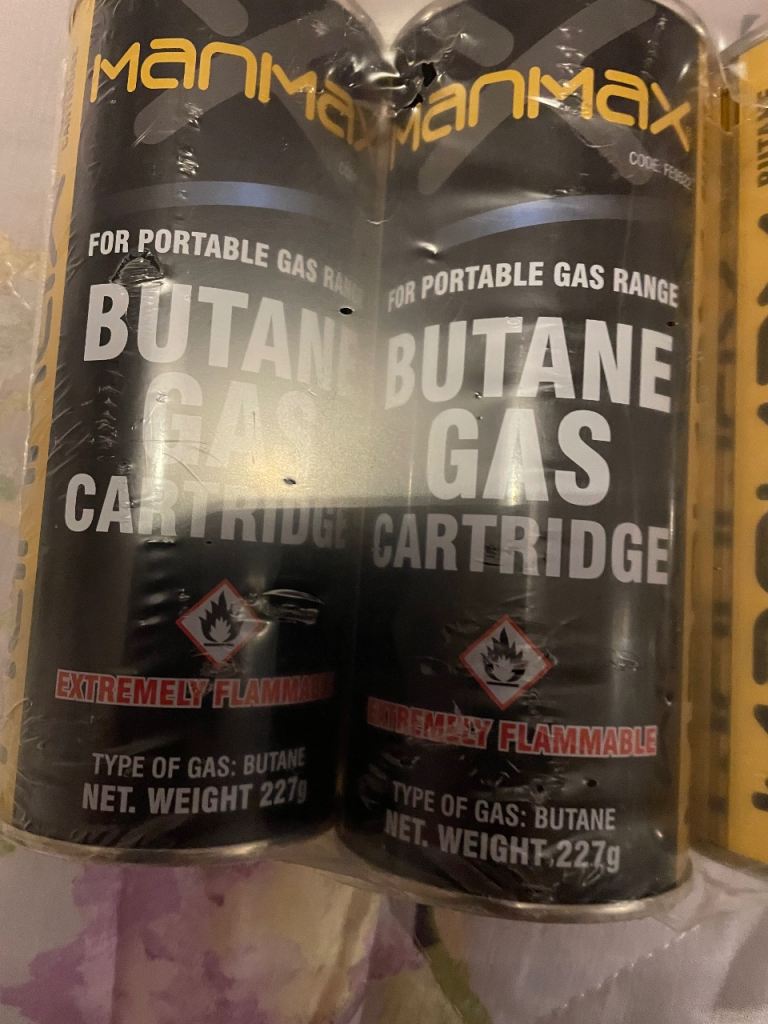 manmax
FOR PORTABLE GAS RANGE
BUTANE
GAS
CARTRIDGE
EXTREMELY FLAMMABLE
TYPE OF GAS: BUTANE
NET. WEIGHT 227g
manmax
CODE:
FOR PORTABLE GAS RANGE
BUTANE
GAS
CARTRIDGE
EXTREMELY FLAMMABLE
TYPE OF GAS: BUTANE
NET. WEIGHT 227g
BUTANE